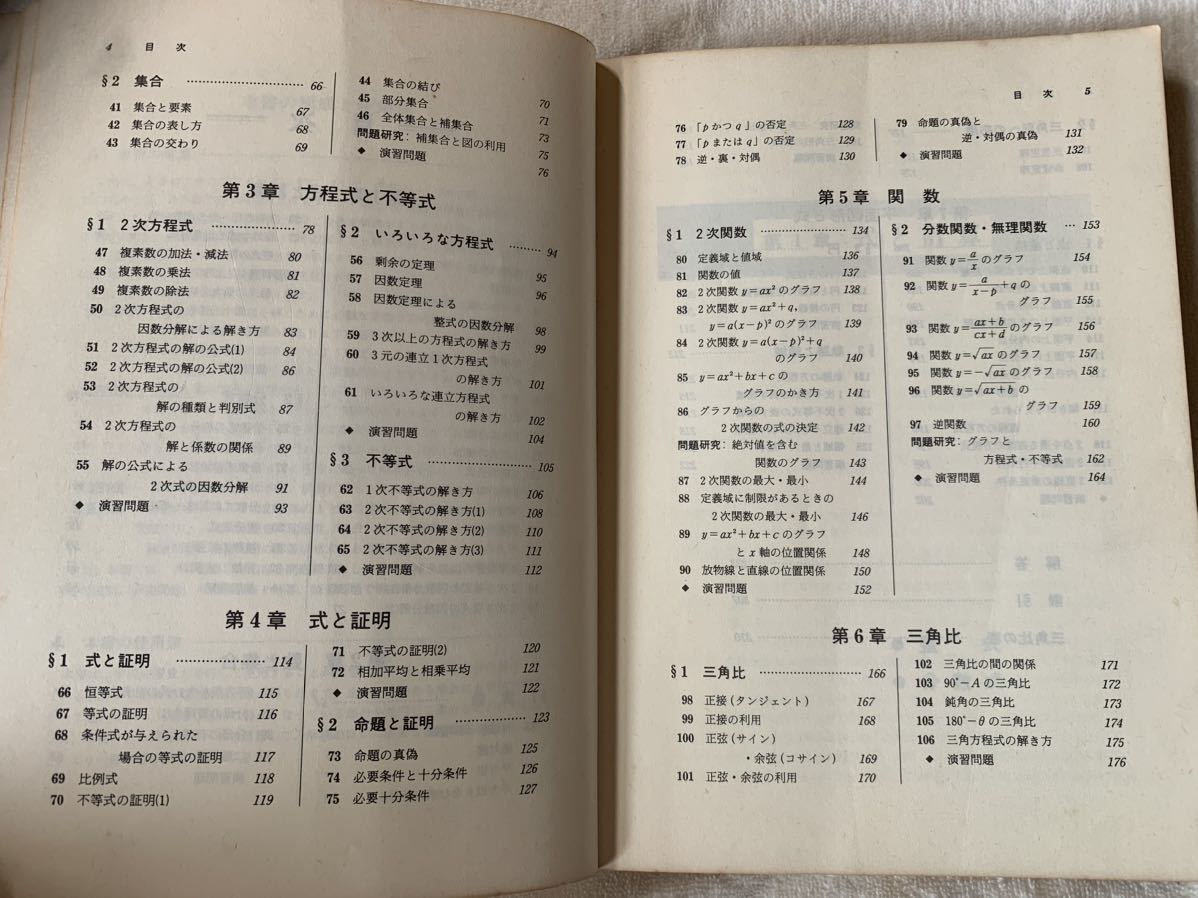 4 目次
§2 集合 ……………… 66
41 集合と要素 67
42 集合の表し方 68
43 集合の交わり 69
44 集合の結び 70
45 部分集合 71
46 全体集合と補集合 73
問題研究：補集合と図の利用 75
◆ 演習問題 76
第3章 方程式と不等式
§1 2次方程式 ……………… 78
47 複素数の加法・減法 80
48 複素数の乗法 81
49 複素数の除法 82
50 2次方程式の
因数分解による解き方 83
51 2次方程式の解の公式(1) 84
52 2次方程式の解の公式(2) 86
53 2次方程式の
解の種類と判別式 87
54 2次方程式の
解と係数の関係 89
55 解の公式による
2次式の因数分解 91
◆ 演習問題 93
§2 いろいろな方程式 ……… 94
56 剰余の定理 95
57 因数定理 96
58 因数定理による
整式の因数分解 98
59 3次以上の方程式の解き方 99
60 3元の連立1次方程式
の解き方 101
61 いろいろな連立方程式
の解き方 102
◆ 演習問題 104
§3 不等式 ……………… 105
62 1次不等式の解き方 106
63 2次不等式の解き方(1) 108
64 2次不等式の解き方(2) 110
65 2次不等式の解き方(3) 111
◆ 演習問題 112
第4章 式と証明
§1 式と証明 ……………… 114
66 恒等式 115
67 等式の証明 116
68 条件式が与えられた
場合の等式の証明 117
69 比例式 118
70 不等式の証明(1) 119
71 不等式の証明(2) 120
72 相加平均と相乗平均 121
◆ 演習問題 122
§2 命題と証明 ……………… 123
73 命題の真偽 125
74 必要条件と十分条件 126
75 必要十分条件 127
目次 5
76 「pかつq」の否定 128
77 「pまたはq」の否定 129
78 逆・裏・対偶 130
79 命題の真偽と
逆・対偶の真偽 131
◆ 演習問題 132
第5章 関数
§1 2次関数 ……………… 134
80 定義域と値域 136
81 関数の値 137
82 2次関数 y=ax²のグラフ 138
83 2次関数 y=ax²+q,
y=a(x−p)²のグラフ 139
84 2次関数 y=a(x−p)²+q
のグラフ 140
85 y=ax²+bx+c の
グラフのかき方 141
86 グラフからの
2次関数の式の決定 142
問題研究：絶対値を含む
関数のグラフ 143
87 2次関数の最大・最小 144
88 定義域に制限があるときの
2次関数の最大・最小 146
89 y=ax²+bx+c のグラフ
とx軸の位置関係 148
90 放物線と直線の位置関係 150
◆ 演習問題 152
§2 分数関数・無理関数 … 153
91 関数 y=a/x のグラフ 154
92 関数 y=a/(x−p)+q の
グラフ 155
93 関数 y=(ax+b)/(cx+d) のグラフ 156
94 関数 y=√ax のグラフ 157
95 関数 y=−√ax のグラフ 158
96 関数 y=√ax+b の
グラフ 159
97 逆関数 160
問題研究：グラフと
方程式・不等式 162
◆ 演習問題 164
第6章 三角比
§1 三角比 ……………… 166
98 正接(タンジェント) 167
99 正接の利用 168
100 正弦(サイン)
・余弦(コサイン) 169
101 正弦・余弦の利用 170
102 三角比の間の関係 171
103 90°−Aの三角比 172
104 鈍角の三角比 173
105 180°−θの三角比 174
106 三角方程式の解き方 175
◆ 演習問題 176